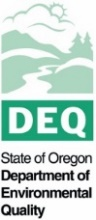 DEQ
State of Oregon
Department of
Environmental
Quality